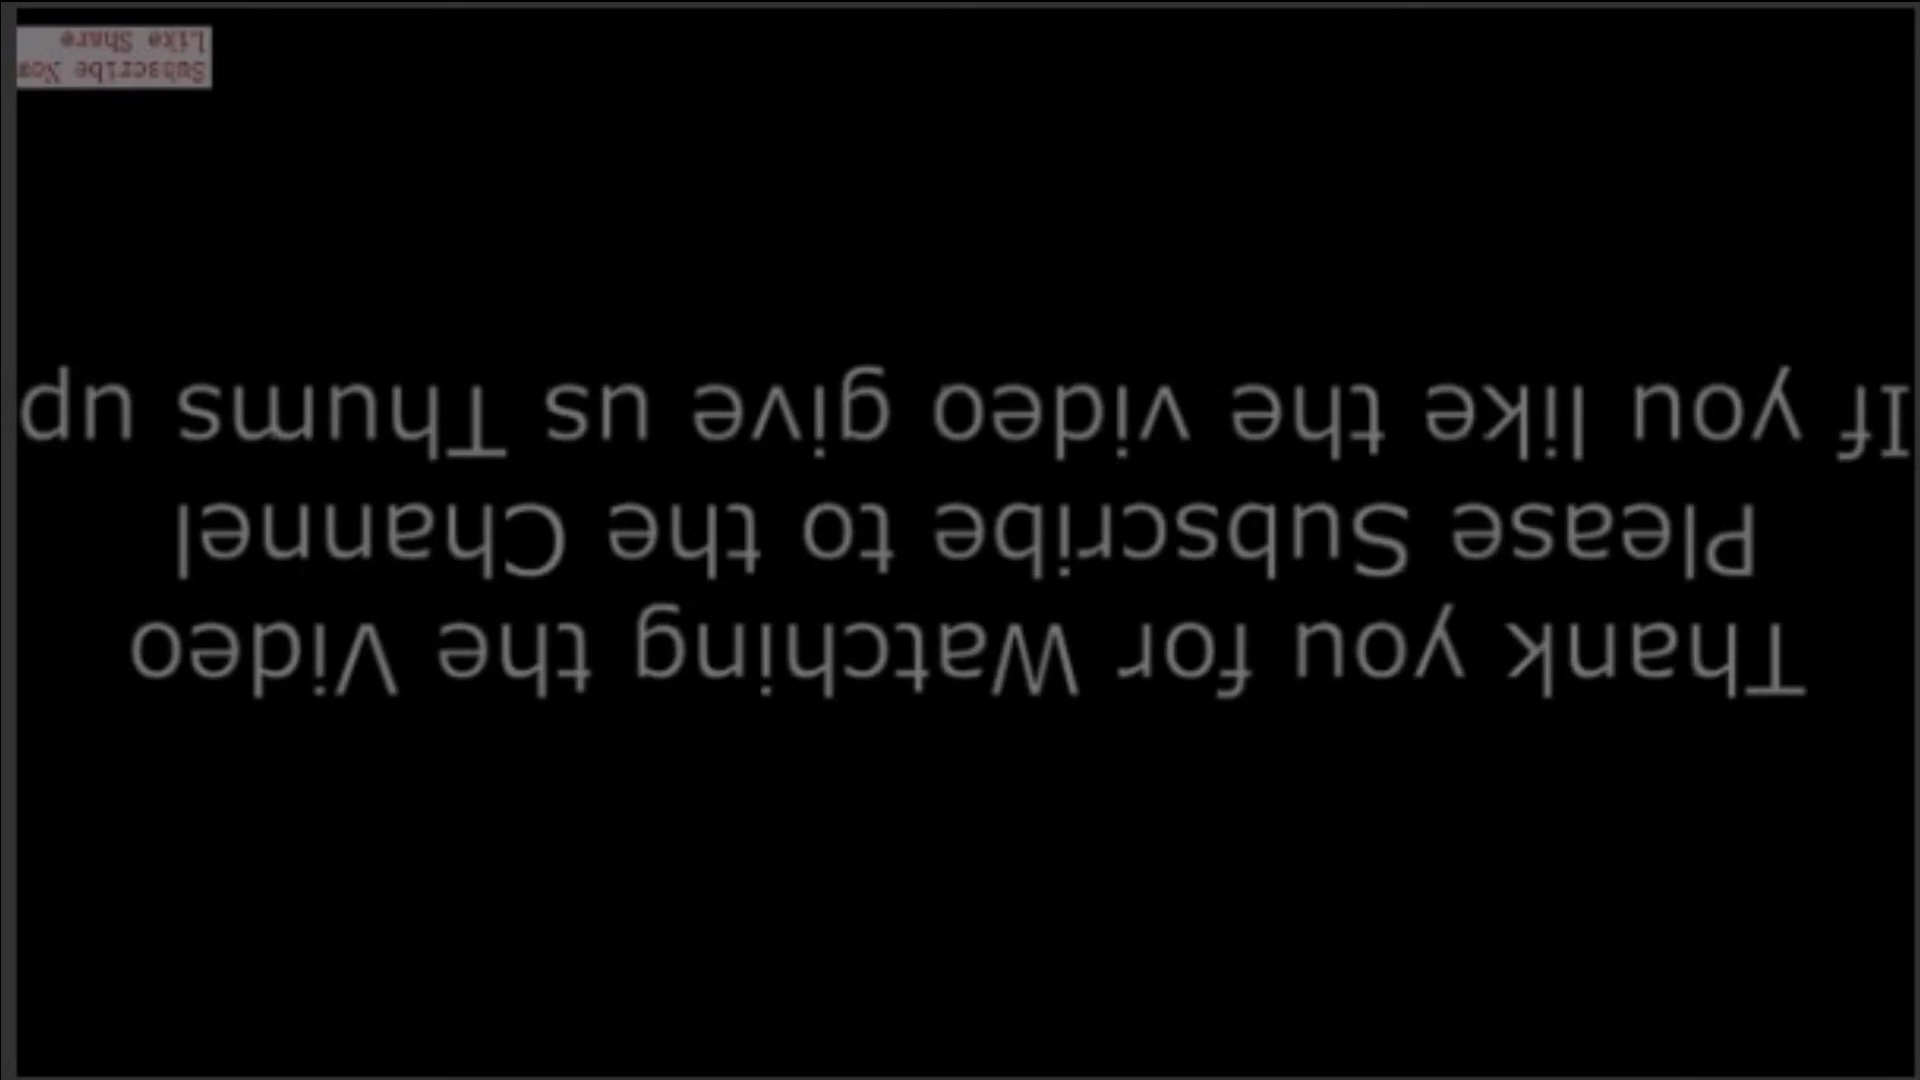 Thank you for Watching the Video
Please Subscribe to the Channel
If you like the video give us Thums up
Subscribe Now
Like Share